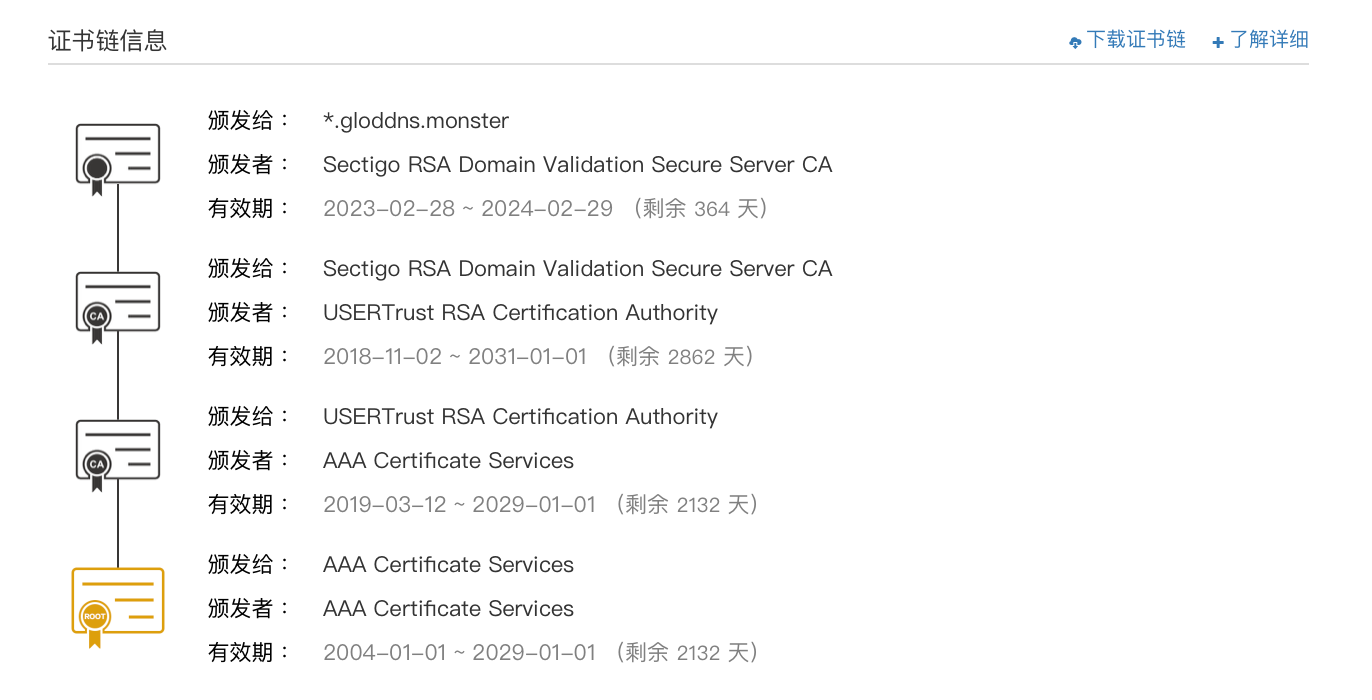 证书链信息 下载证书链 了解详细
颁发给： *.gloddns.monster
颁发者： Sectigo RSA Domain Validation Secure Server CA
有效期： 2023-02-28 ~ 2024-02-29 （剩余 364 天）
CA
颁发给： Sectigo RSA Domain Validation Secure Server CA
颁发者： USERTrust RSA Certification Authority
有效期： 2018-11-02 ~ 2031-01-01 （剩余 2862 天）
CA
颁发给： USERTrust RSA Certification Authority
颁发者： AAA Certificate Services
有效期： 2019-03-12 ~ 2029-01-01 （剩余 2132 天）
ROOT
颁发给： AAA Certificate Services
颁发者： AAA Certificate Services
有效期： 2004-01-01 ~ 2029-01-01 （剩余 2132 天）